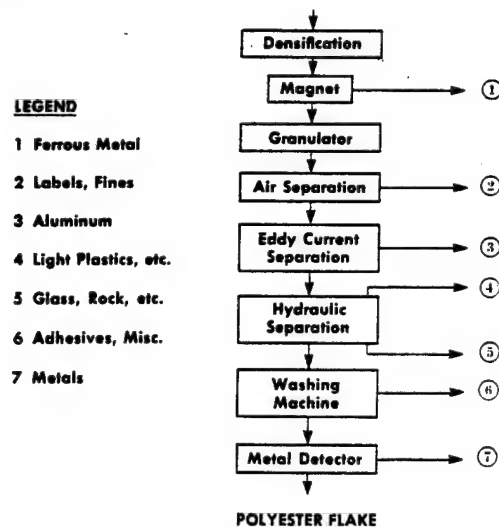 Densification
Magnet
1
LEGEND
1 Ferrous Metal
Granulator
2 Labels, Fines
Air Separation
2
3 Aluminum
Eddy Current
Separation
3
4 Light Plastics, etc.
4
5 Glass, Rock, etc.
Hydraulic
Separation
5
6 Adhesives, Misc.
7 Metals
Washing
Machine
6
Metal Detector
7
POLYESTER FLAKE